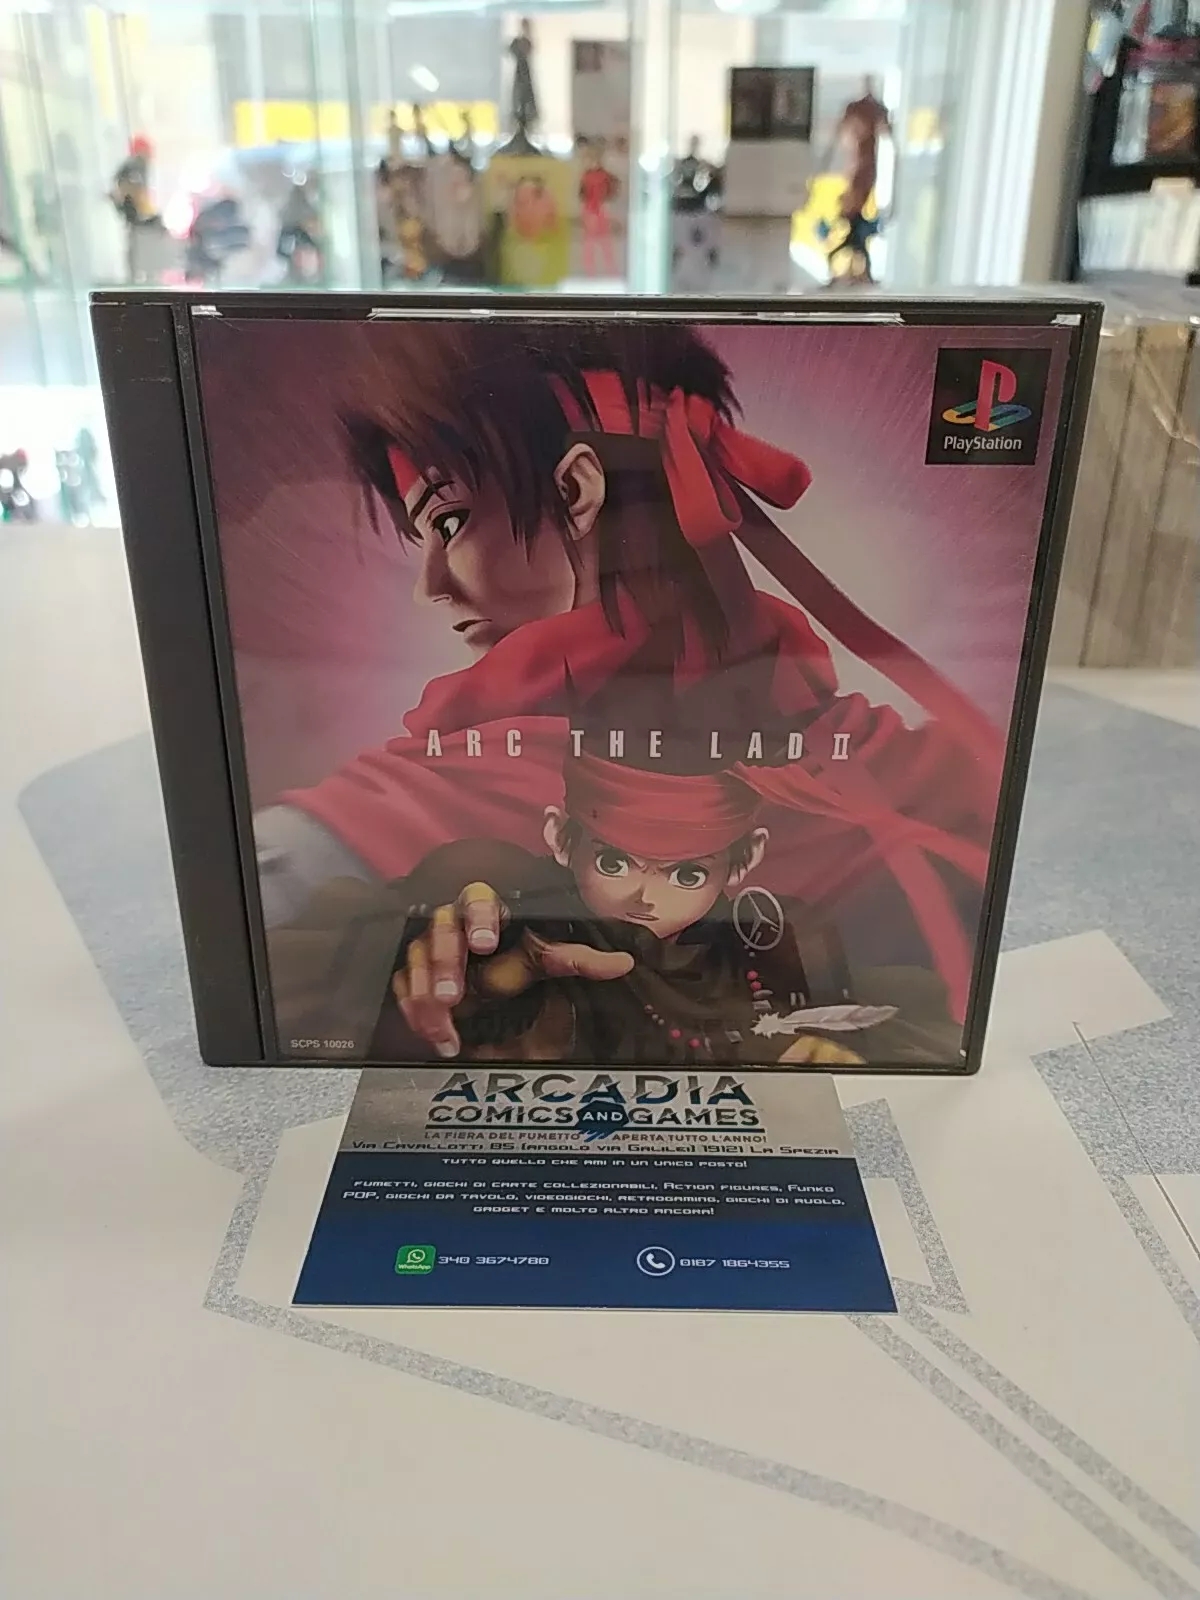 PlayStation
ARC THE LAD II
SCPS 10026
ARCADIA
COMICS AND GAMES
LA FIERA DEL FUMETTO APERTA TUTTO L'ANNO!
Via Cavallotti 85 (angolo via Galilei) 19121 La Spezia
TUTTO QUELLO CHE AMI IN UN UNICO POSTO!
FUMETTI, GIOCHI DI CARTE COLLEZIONABILI, ACTION FIGURES, FUNKO
POP, GIOCHI DA TAVOLO, VIDEOGIOCHI, RETROGAMING, GIOCHI DI RUOLO,
GADGET E MOLTO ALTRO ANCORA!
WhatsApp 340 3674780
0187 1864355